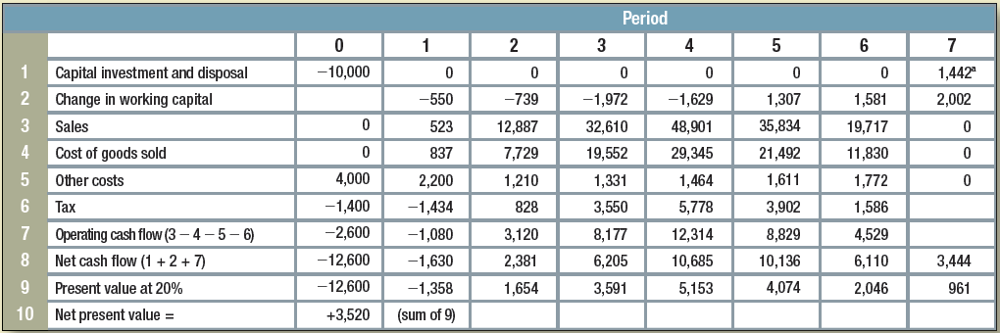 Period
0 1 2 3 4 5 6 7
1 Capital investment and disposal −10,000 0 0 0 0 0 0 1,442ª
2 Change in working capital −550 −739 −1,972 −1,629 1,307 1,581 2,002
3 Sales 0 523 12,887 32,610 48,901 35,834 19,717 0
4 Cost of goods sold 0 837 7,729 19,552 29,345 21,492 11,830 0
5 Other costs 4,000 2,200 1,210 1,331 1,464 1,611 1,772 0
6 Tax −1,400 −1,434 828 3,550 5,778 3,902 1,586
7 Operating cash flow (3 − 4 − 5 − 6) −2,600 −1,080 3,120 8,177 12,314 8,829 4,529
8 Net cash flow (1 + 2 + 7) −12,600 −1,630 2,381 6,205 10,685 10,136 6,110 3,444
9 Present value at 20% −12,600 −1,358 1,654 3,591 5,153 4,074 2,046 961
10 Net present value = +3,520 (sum of 9)